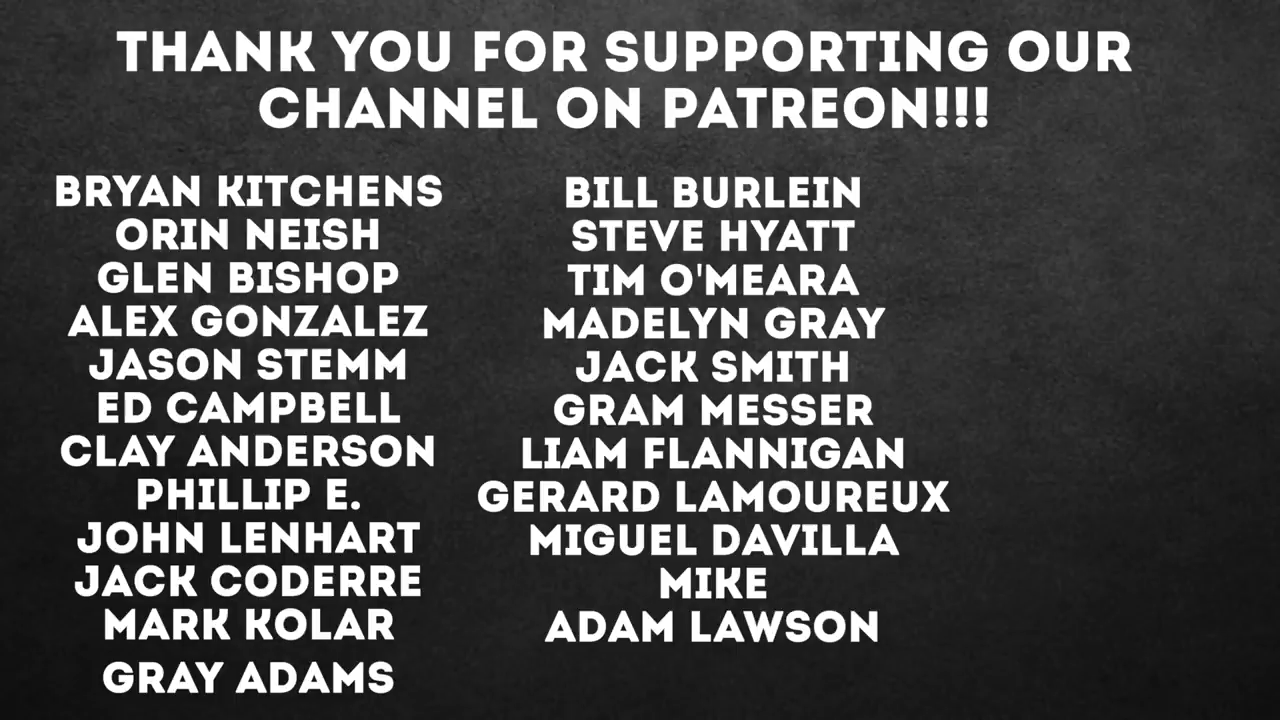 THANK YOU FOR SUPPORTING OUR
CHANNEL ON PATREON!!!
BRYAN KITCHENS
ORIN NEISH
GLEN BISHOP
ALEX GONZALEZ
JASON STEMM
ED CAMPBELL
CLAY ANDERSON
PHILLIP E.
JOHN LENHART
JACK CODERRE
MARK KOLAR
GRAY ADAMS
BILL BURLEIN
STEVE HYATT
TIM O'MEARA
MADELYN GRAY
JACK SMITH
GRAM MESSER
LIAM FLANNIGAN
GERARD LAMOUREUX
MIGUEL DAVILLA
MIKE
ADAM LAWSON